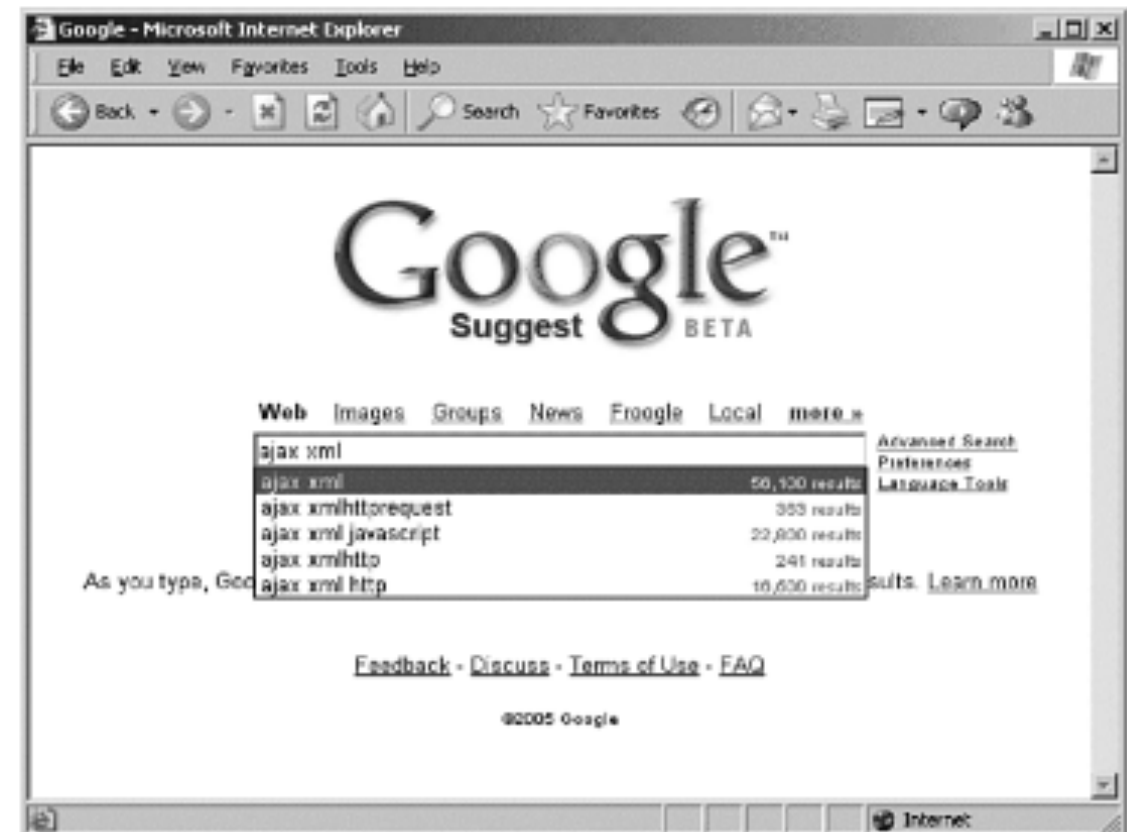 Google - Microsoft Internet Explorer
File Edit View Favorites Tools Help
Back Search Favorites
Google™
Suggest BETA
Web Images Groups News Froogle Local more »
ajax xml
Advanced Search
Preferences
Language Tools
ajax xml 56,100 results
ajax xmlhttprequest 353 results
ajax xml javascript 22,800 results
ajax xmlhttp 241 results
ajax xml http 16,600 results
As you type, Goo sults. Learn more
Feedback - Discuss - Terms of Use - FAQ
©2005 Google
Internet